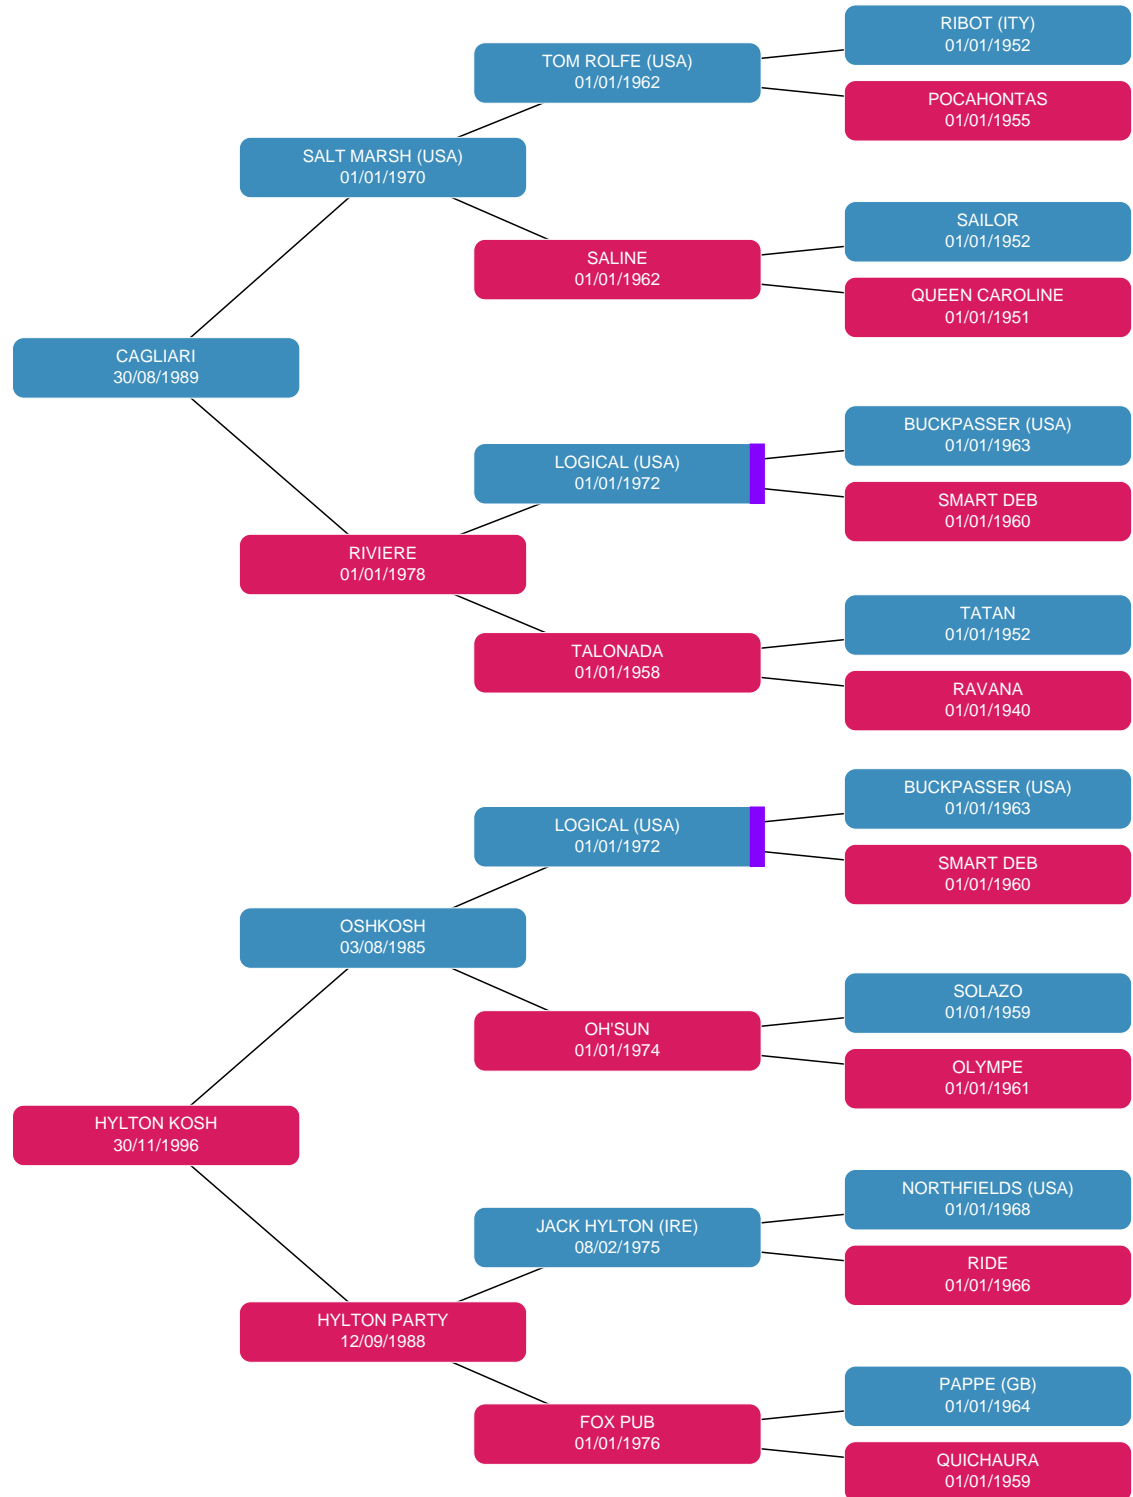 RIBOT (ITY)
01/01/1952
TOM ROLFE (USA)
01/01/1962
POCAHONTAS
01/01/1955
SALT MARSH (USA)
01/01/1970
SAILOR
01/01/1952
SALINE
01/01/1962
QUEEN CAROLINE
01/01/1951
CAGLIARI
30/08/1989
BUCKPASSER (USA)
01/01/1963
LOGICAL (USA)
01/01/1972
SMART DEB
01/01/1960
RIVIERE
01/01/1978
TATAN
01/01/1952
TALONADA
01/01/1958
RAVANA
01/01/1940
BUCKPASSER (USA)
01/01/1963
LOGICAL (USA)
01/01/1972
SMART DEB
01/01/1960
OSHKOSH
03/08/1985
SOLAZO
01/01/1959
OH'SUN
01/01/1974
OLYMPE
01/01/1961
HYLTON KOSH
30/11/1996
NORTHFIELDS (USA)
01/01/1968
JACK HYLTON (IRE)
08/02/1975
RIDE
01/01/1966
HYLTON PARTY
12/09/1988
PAPPE (GB)
01/01/1964
FOX PUB
01/01/1976
QUICHAURA
01/01/1959